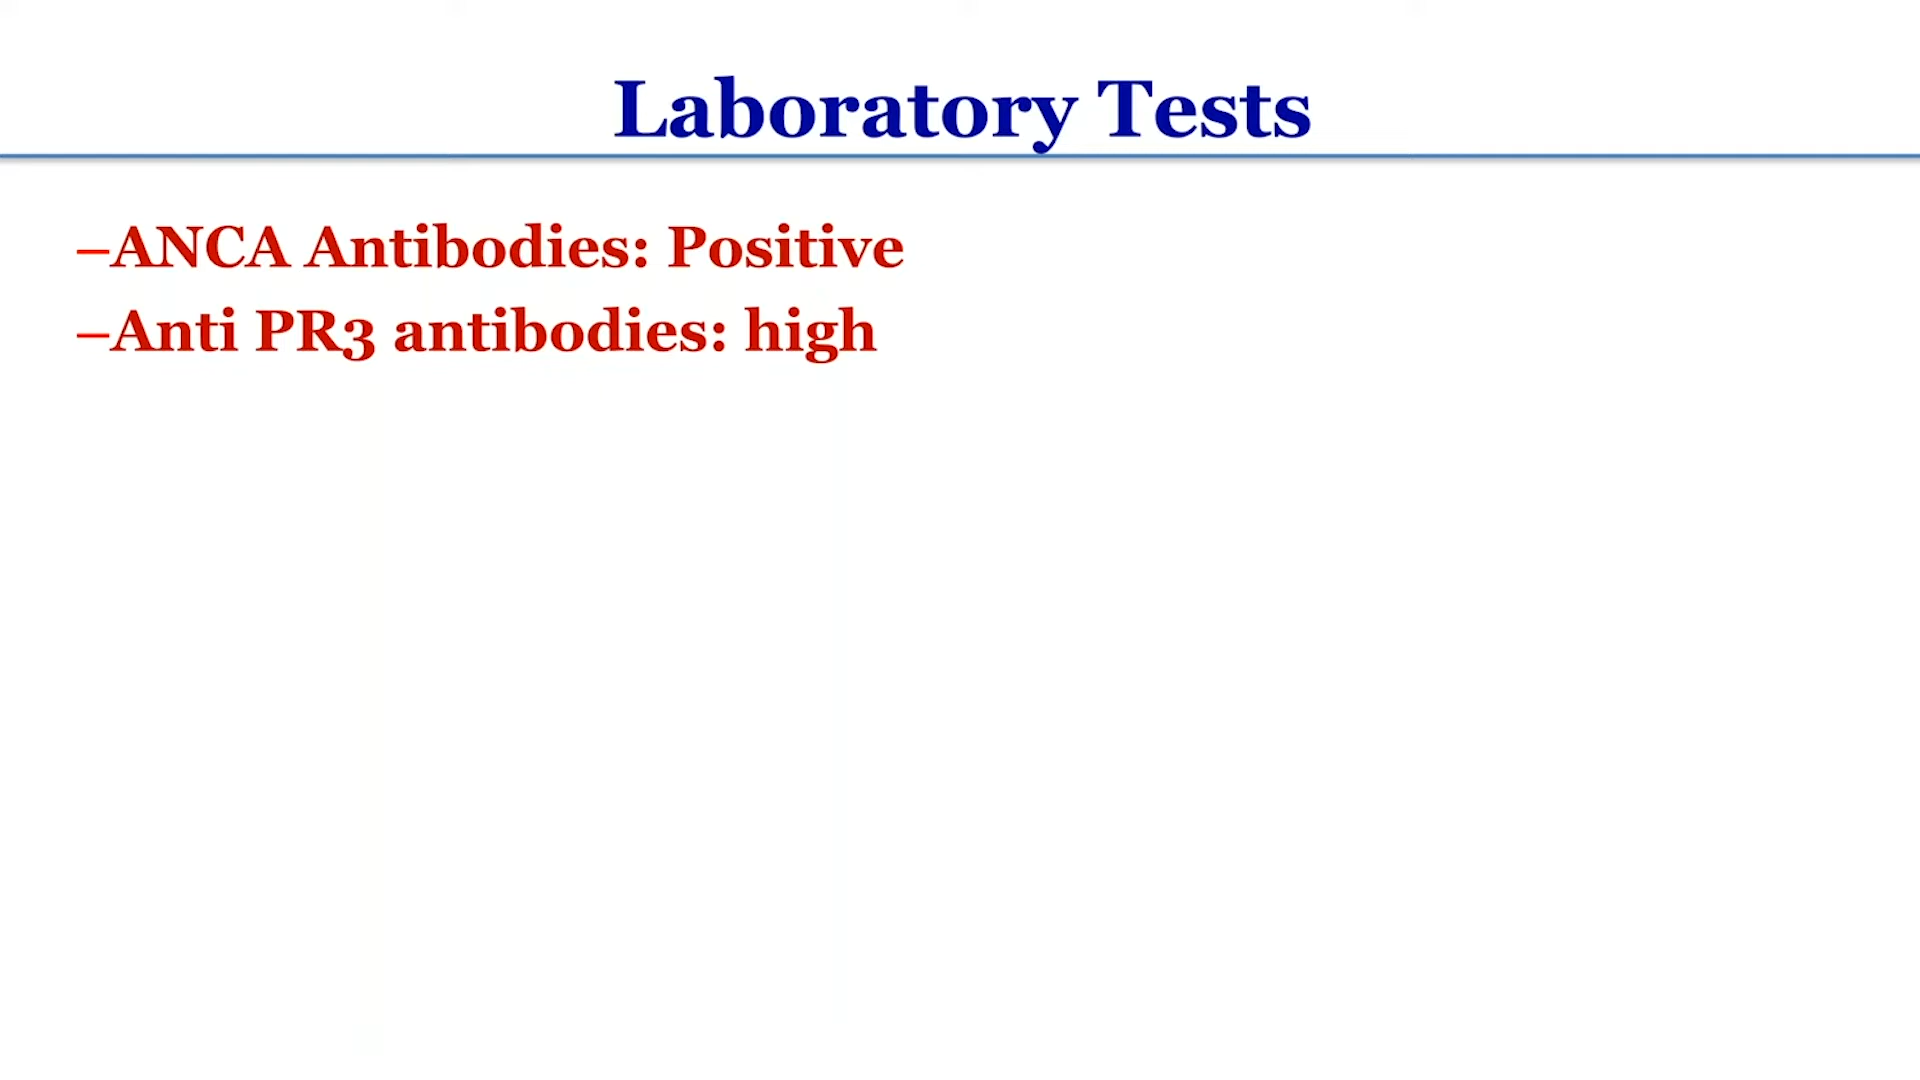 Laboratory Tests
–ANCA Antibodies: Positive
–Anti PR3 antibodies: high